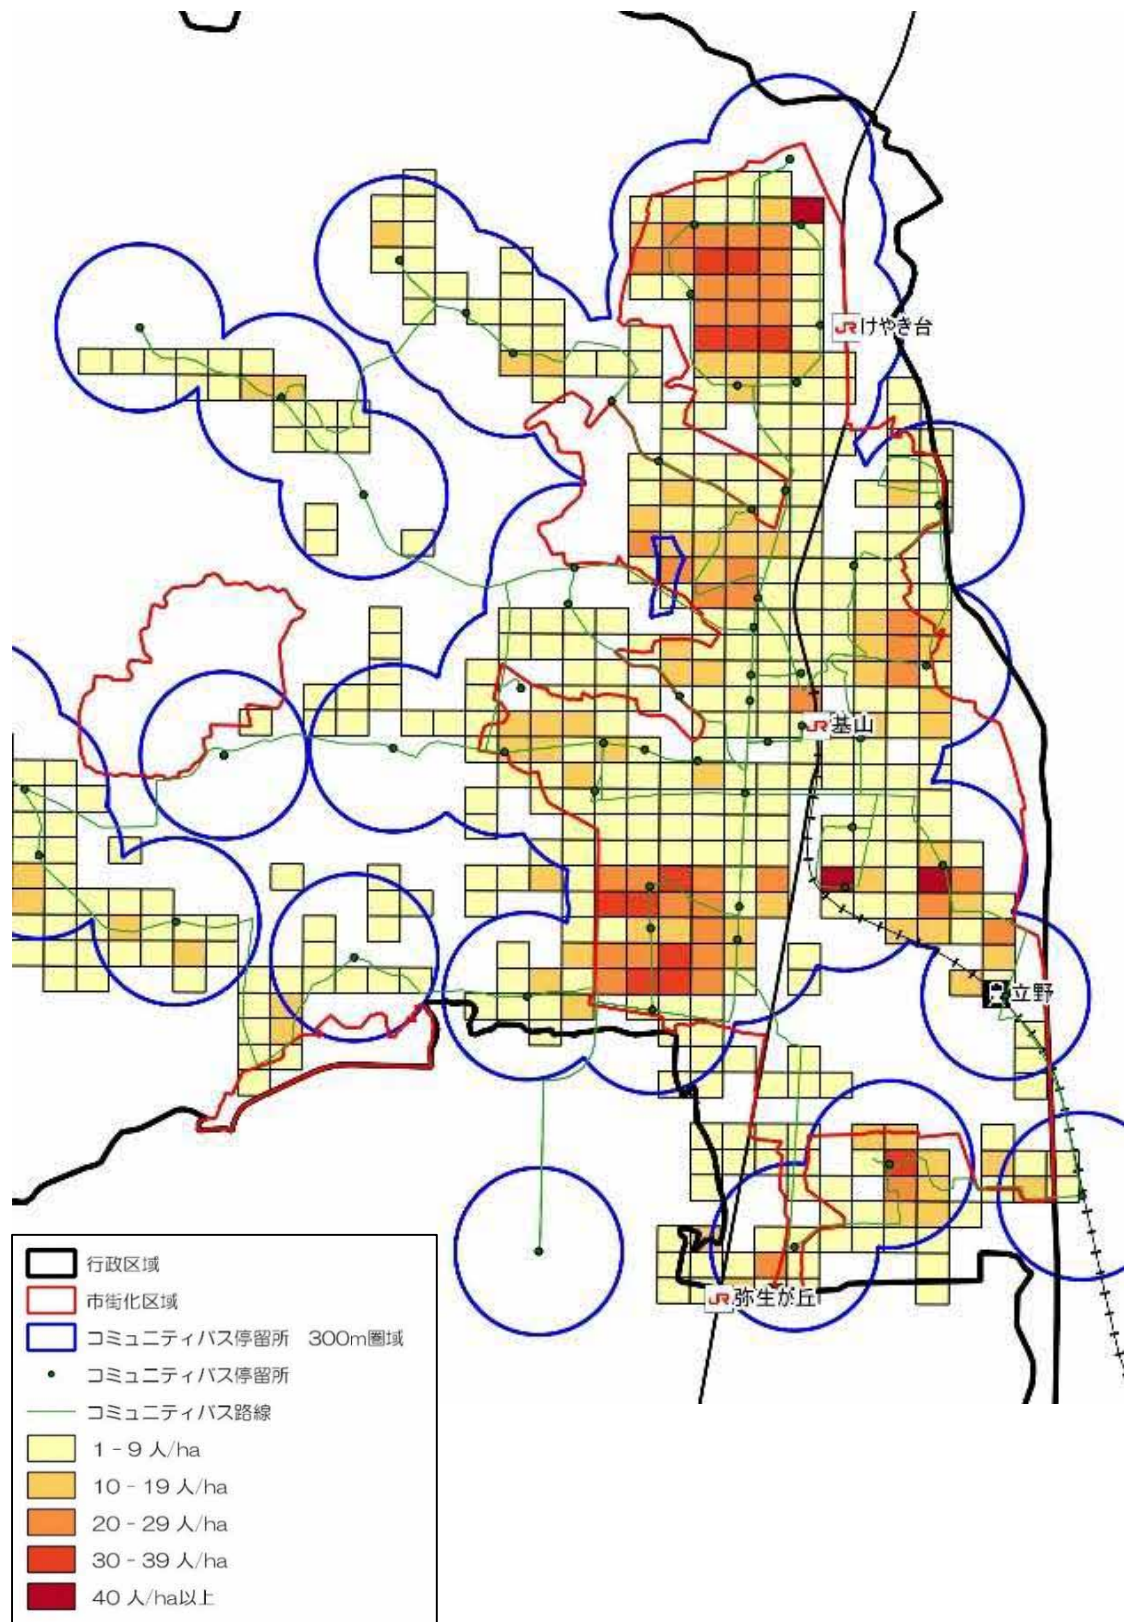 JR けやき台
JR 基山
立野
JR 弥生が丘
行政区域
市街化区域
コミュニティバス停留所 300m圏域
コミュニティバス停留所
コミュニティバス路線
1 - 9 人/ha
10 - 19 人/ha
20 - 29 人/ha
30 - 39 人/ha
40 人/ha以上